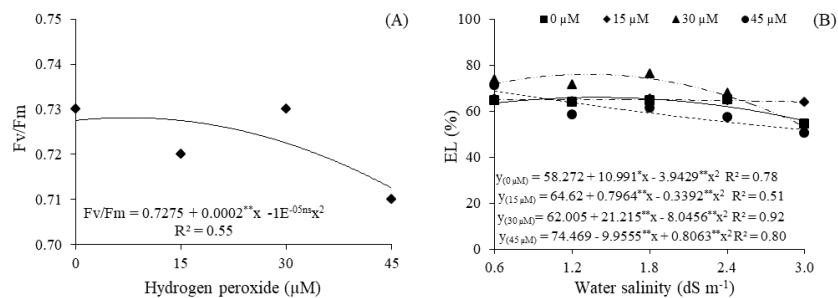 (A)
0.75
0.74
0.73
0.72
0.71
0.70
Fv/Fm
Fv/Fm = 0.7275 + 0.0002**x -1E-05nsx²
R² = 0.55
0 15 30 45
Hydrogen peroxide (µM)
■ 0 µM ◆ 15 µM ▲ 30 µM ● 45 µM
(B)
100
80
60
40
20
0
EL (%)
y(0 µM) = 58.272 + 10.991*x - 3.9429**x² R² = 0.78
y(15 µM) = 64.62 + 0.7964*x - 0.3392**x² R² = 0.51
y(30 µM) = 62.005 + 21.215*x - 8.0456**x² R² = 0.92
y(45 µM) = 74.469 - 9.9555**x + 0.8063**x² R² = 0.80
0.6 1.2 1.8 2.4 3.0
Water salinity (dS m-1)